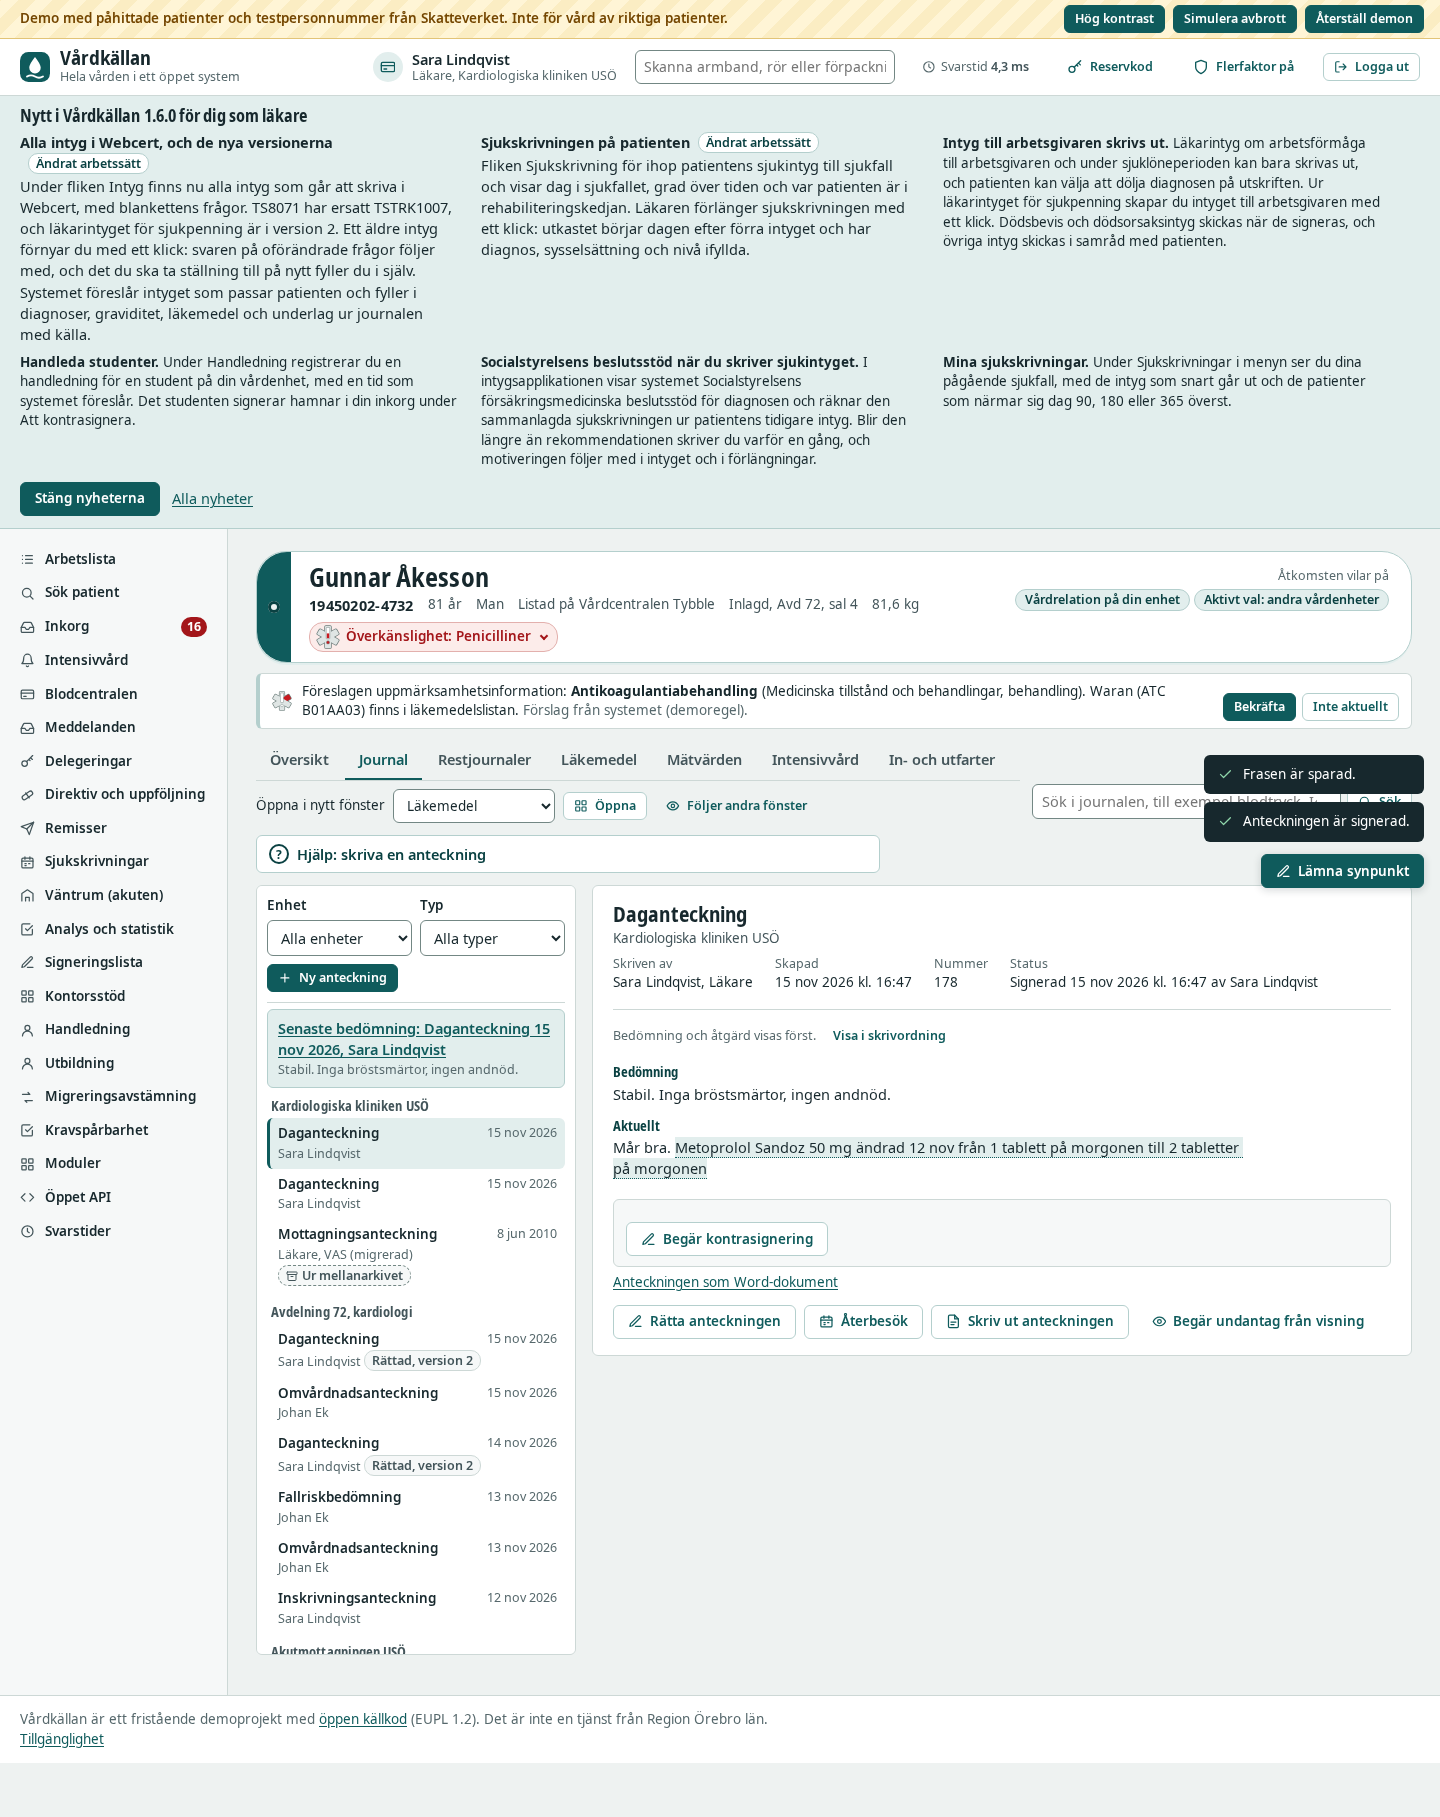 Demo med påhittade patienter och testpersonnummer från Skatteverket. Inte för vård av riktiga patienter.
Hög kontrast
Simulera avbrott
Återställ demon
Vårdkällan
Hela vården i ett öppet system
Sara Lindqvist
Läkare, Kardiologiska kliniken USÖ
Skanna armband, rör eller förpackni
Svarstid 4,3 ms
Reservkod
Flerfaktor på
Logga ut
Nytt i Vårdkällan 1.6.0 för dig som läkare
Alla intyg i Webcert, och de nya versionerna
Ändrat arbetssätt
Under fliken Intyg finns nu alla intyg som går att skriva i
Webcert, med blankettens frågor. TS8071 har ersatt TSTRK1007,
och läkarintyget för sjukpenning är i version 2. Ett äldre intyg
förnyar du med ett klick: svaren på oförändrade frågor följer
med, och det du ska ta ställning till på nytt fyller du i själv.
Systemet föreslår intyget som passar patienten och fyller i
diagnoser, graviditet, läkemedel och underlag ur journalen
med källa.
Sjukskrivningen på patienten
Ändrat arbetssätt
Fliken Sjukskrivning för ihop patientens sjukintyg till sjukfall
och visar dag i sjukfallet, grad över tiden och var patienten är i
rehabiliteringskedjan. Läkaren förlänger sjukskrivningen med
ett klick: utkastet börjar dagen efter förra intyget och har
diagnos, sysselsättning och nivå ifyllda.
Intyg till arbetsgivaren skrivs ut. Läkarintyg om arbetsförmåga
till arbetsgivaren och under sjuklöneperioden kan bara skrivas ut,
och patienten kan välja att dölja diagnosen på utskriften. Ur
läkarintyget för sjukpenning skapar du intyget till arbetsgivaren med
ett klick. Dödsbevis och dödsorsaksintyg skickas när de signeras, och
övriga intyg skickas i samråd med patienten.
Handleda studenter. Under Handledning registrerar du en
handledning för en student på din vårdenhet, med en tid som
systemet föreslår. Det studenten signerar hamnar i din inkorg under
Att kontrasignera.
Socialstyrelsens beslutsstöd när du skriver sjukintyget. I
intygsapplikationen visar systemet Socialstyrelsens
försäkringsmedicinska beslutsstöd för diagnosen och räknar den
sammanlagda sjukskrivningen ur patientens tidigare intyg. Blir den
längre än rekommendationen skriver du varför en gång, och
motiveringen följer med i intyget och i förlängningar.
Mina sjukskrivningar. Under Sjukskrivningar i menyn ser du dina
pågående sjukfall, med de intyg som snart går ut och de patienter
som närmar sig dag 90, 180 eller 365 överst.
Stäng nyheterna
Alla nyheter
Arbetslista
Sök patient
Inkorg
16
Intensivvård
Blodcentralen
Meddelanden
Delegeringar
Direktiv och uppföljning
Remisser
Sjukskrivningar
Väntrum (akuten)
Analys och statistik
Signeringslista
Kontorsstöd
Handledning
Utbildning
Migreringsavstämning
Kravspårbarhet
Moduler
Öppet API
Svarstider
Gunnar Åkesson
19450202-4732
81 år
Man
Listad på Vårdcentralen Tybble
Inlagd, Avd 72, sal 4
81,6 kg
Överkänslighet: Penicilliner
Åtkomsten vilar på
Vårdrelation på din enhet
Aktivt val: andra vårdenheter
Föreslagen uppmärksamhetsinformation: Antikoagulantiabehandling (Medicinska tillstånd och behandlingar, behandling). Waran (ATC
B01AA03) finns i läkemedelslistan. Förslag från systemet (demoregel).
Bekräfta
Inte aktuellt
Översikt
Journal
Restjournaler
Läkemedel
Mätvärden
Intensivvård
In- och utfarter
Öppna i nytt fönster
Läkemedel
Öppna
Följer andra fönster
Sök i journalen, till exempel blodtryck
Sök
Frasen är sparad.
Anteckningen är signerad.
Lämna synpunkt
Hjälp: skriva en anteckning
Enhet
Typ
Alla enheter
Alla typer
Ny anteckning
Senaste bedömning: Daganteckning 15
nov 2026, Sara Lindqvist
Stabil. Inga bröstsmärtor, ingen andnöd.
Kardiologiska kliniken USÖ
Daganteckning
15 nov 2026
Sara Lindqvist
Daganteckning
15 nov 2026
Sara Lindqvist
Mottagningsanteckning
8 jun 2010
Läkare, VAS (migrerad)
Ur mellanarkivet
Avdelning 72, kardiologi
Daganteckning
15 nov 2026
Sara Lindqvist
Rättad, version 2
Omvårdnadsanteckning
15 nov 2026
Johan Ek
Daganteckning
14 nov 2026
Sara Lindqvist
Rättad, version 2
Fallriskbedömning
13 nov 2026
Johan Ek
Omvårdnadsanteckning
13 nov 2026
Johan Ek
Inskrivningsanteckning
12 nov 2026
Sara Lindqvist
Akutmottagningen USÖ
Daganteckning
Kardiologiska kliniken USÖ
Skriven av
Sara Lindqvist, Läkare
Skapad
15 nov 2026 kl. 16:47
Nummer
178
Status
Signerad 15 nov 2026 kl. 16:47 av Sara Lindqvist
Bedömning och åtgärd visas först.
Visa i skrivordning
Bedömning
Stabil. Inga bröstsmärtor, ingen andnöd.
Aktuellt
Mår bra. Metoprolol Sandoz 50 mg ändrad 12 nov från 1 tablett på morgonen till 2 tabletter
på morgonen
Begär kontrasignering
Anteckningen som Word-dokument
Rätta anteckningen
Återbesök
Skriv ut anteckningen
Begär undantag från visning
Vårdkällan är ett fristående demoprojekt med öppen källkod (EUPL 1.2). Det är inte en tjänst från Region Örebro län.
Tillgänglighet